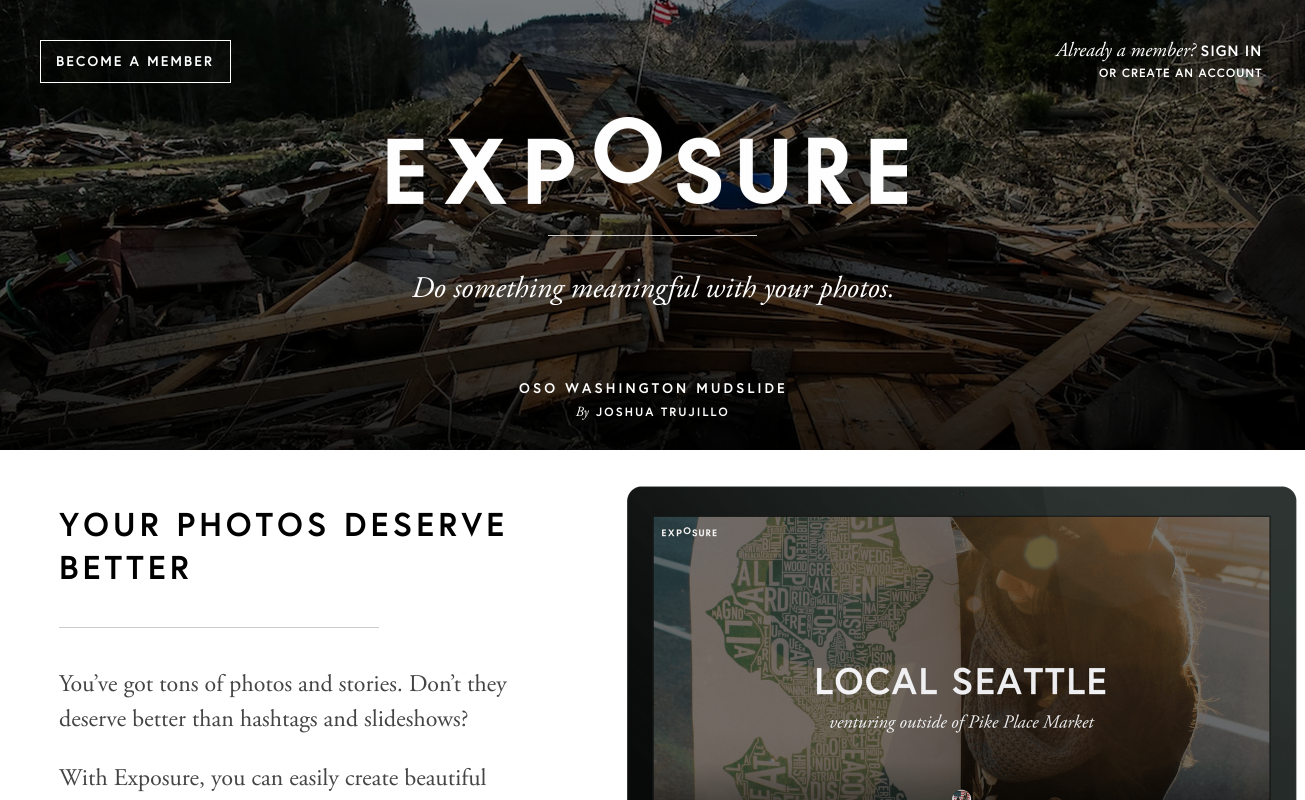 BECOME A MEMBER
Already a member? SIGN IN
OR CREATE AN ACCOUNT
EXPOSURE
Do something meaningful with your photos.
OSO WASHINGTON MUDSLIDE
By JOSHUA TRUJILLO
YOUR PHOTOS DESERVE
BETTER
You've got tons of photos and stories. Don't they
deserve better than hashtags and slideshows?
With Exposure, you can easily create beautiful
EXPOSURE
LOCAL SEATTLE
venturing outside of Pike Place Market